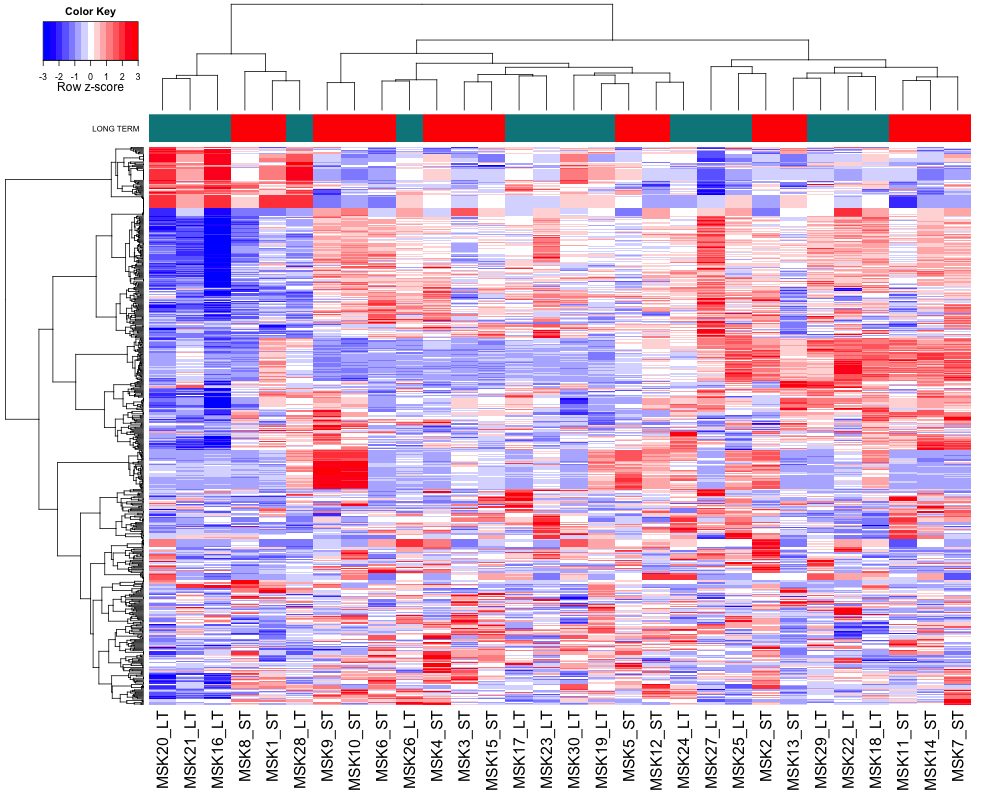 Color Key
-3 -2 -1 0 1 2 3
Row z-score
LONG TERM
MSK20_LT
MSK21_LT
MSK16_LT
MSK8_ST
MSK1_ST
MSK28_LT
MSK9_ST
MSK10_ST
MSK6_ST
MSK26_LT
MSK4_ST
MSK3_ST
MSK15_ST
MSK17_LT
MSK23_LT
MSK30_LT
MSK19_LT
MSK5_ST
MSK12_ST
MSK24_LT
MSK27_LT
MSK25_LT
MSK2_ST
MSK13_ST
MSK29_LT
MSK22_LT
MSK18_LT
MSK11_ST
MSK14_ST
MSK7_ST